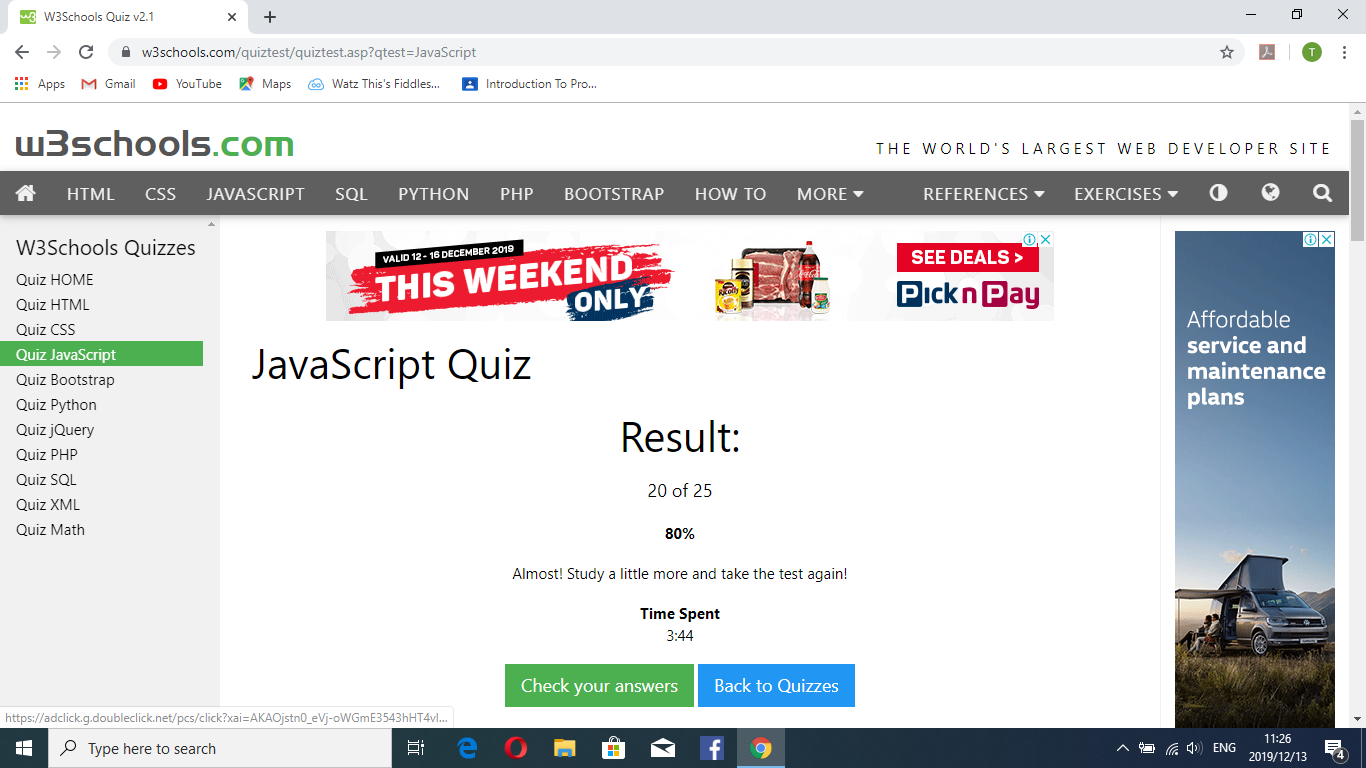 W3Schools Quiz v2.1
w3schools.com/quiztest/quiztest.asp?qtest=JavaScript
T
Apps Gmail YouTube Maps Watz This's Fiddles... Introduction To Pro...
w3schools.com
THE WORLD'S LARGEST WEB DEVELOPER SITE
HTML CSS JAVASCRIPT SQL PYTHON PHP BOOTSTRAP HOW TO MORE REFERENCES EXERCISES
W3Schools Quizzes
Quiz HOME
Quiz HTML
Quiz CSS
Quiz JavaScript
Quiz Bootstrap
Quiz Python
Quiz jQuery
Quiz PHP
Quiz SQL
Quiz XML
Quiz Math
VALID 12 - 16 DECEMBER 2019
THIS WEEKEND
ONLY
Ricoffy
Coca-Cola
SEE DEALS >
Pick n Pay
JavaScript Quiz
Result:
20 of 25
80%
Almost! Study a little more and take the test again!
Time Spent
3:44
Check your answers Back to Quizzes
Affordable
service and
maintenance
plans
https://adclick.g.doubleclick.net/pcs/click?xai=AKAOjstn0_eVj-oWGmE3543hHT4vl...
Type here to search
ENG
11:26
2019/12/13
4